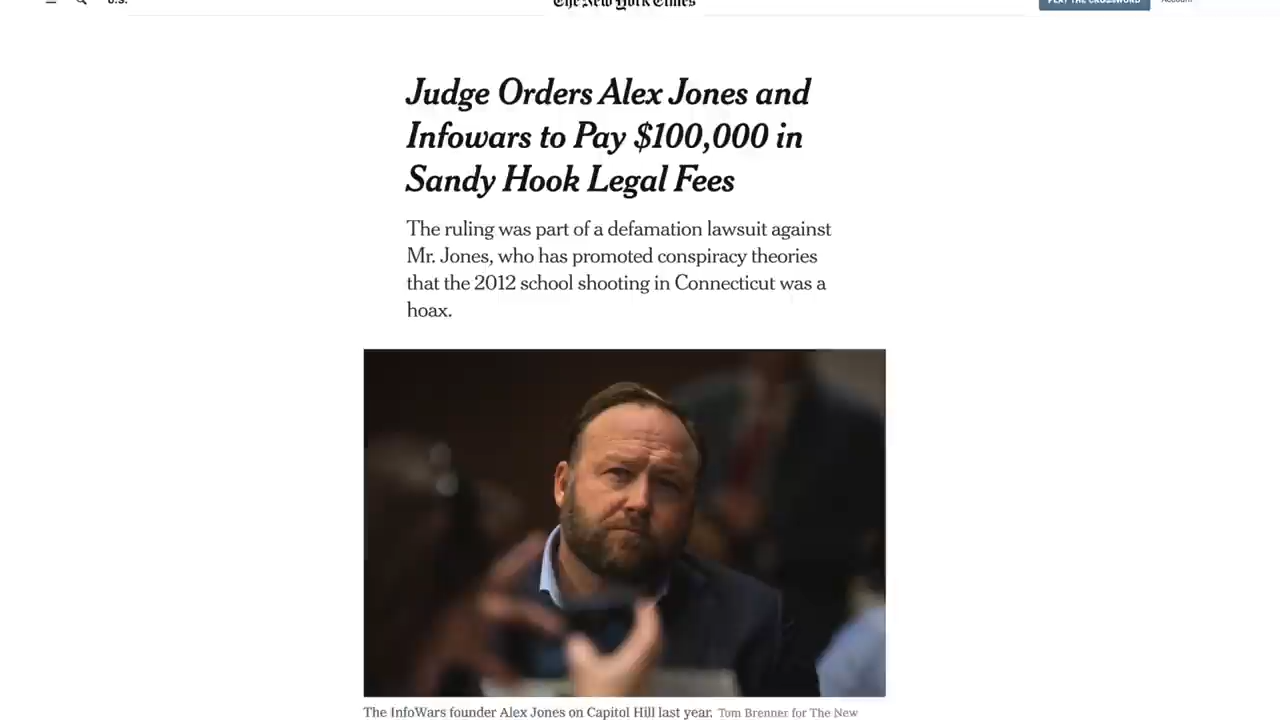 U.S.
The New York Times
PLAY THE CROSSWORD
Account
Judge Orders Alex Jones and
Infowars to Pay $100,000 in
Sandy Hook Legal Fees
The ruling was part of a defamation lawsuit against
Mr. Jones, who has promoted conspiracy theories
that the 2012 school shooting in Connecticut was a
hoax.
The InfoWars founder Alex Jones on Capitol Hill last year. Tom Brenner for The New